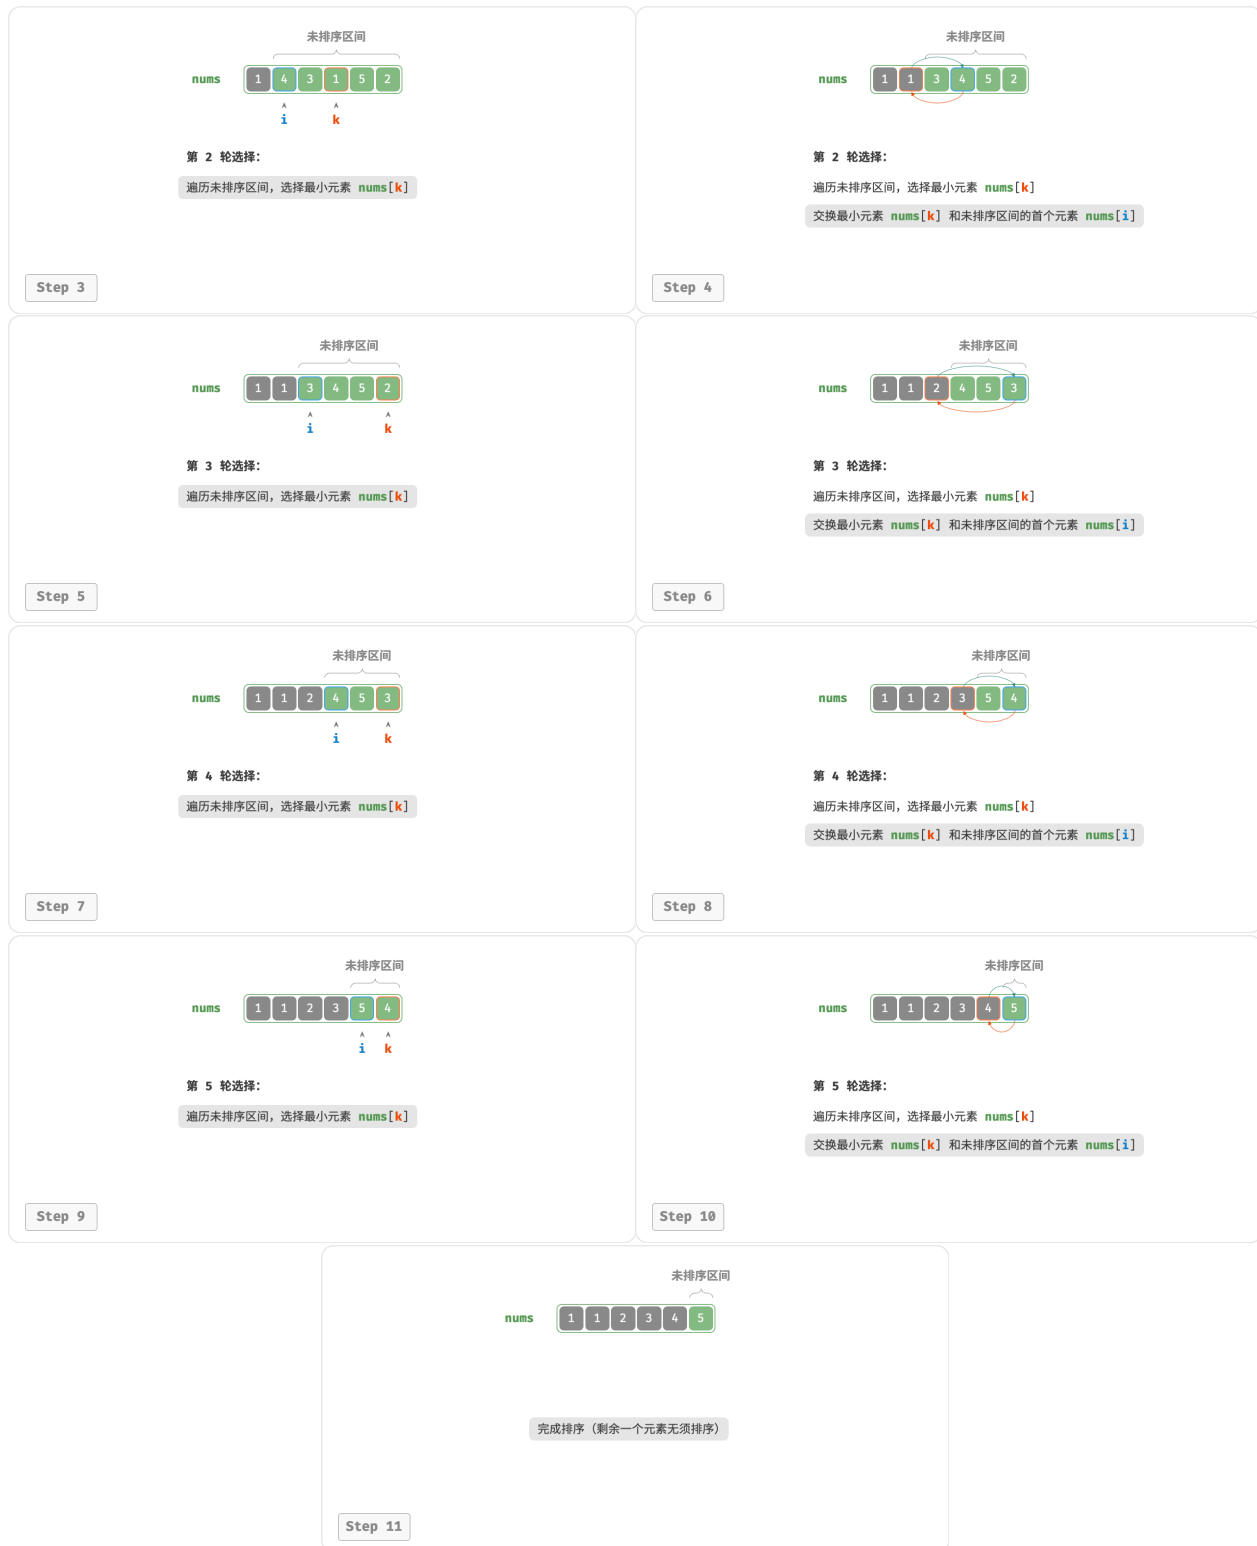 未排序区间
nums 1 4 3 1 5 2
i k
第 2 轮选择：
遍历未排序区间，选择最小元素 nums[k]
Step 3
未排序区间
nums 1 1 3 4 5 2
第 2 轮选择：
遍历未排序区间，选择最小元素 nums[k]
交换最小元素 nums[k] 和未排序区间的首个元素 nums[i]
Step 4
未排序区间
nums 1 1 3 4 5 2
i k
第 3 轮选择：
遍历未排序区间，选择最小元素 nums[k]
Step 5
未排序区间
nums 1 1 2 4 5 3
第 3 轮选择：
遍历未排序区间，选择最小元素 nums[k]
交换最小元素 nums[k] 和未排序区间的首个元素 nums[i]
Step 6
未排序区间
nums 1 1 2 4 5 3
i k
第 4 轮选择：
遍历未排序区间，选择最小元素 nums[k]
Step 7
未排序区间
nums 1 1 2 3 5 4
第 4 轮选择：
遍历未排序区间，选择最小元素 nums[k]
交换最小元素 nums[k] 和未排序区间的首个元素 nums[i]
Step 8
未排序区间
nums 1 1 2 3 5 4
i k
第 5 轮选择：
遍历未排序区间，选择最小元素 nums[k]
Step 9
未排序区间
nums 1 1 2 3 4 5
第 5 轮选择：
遍历未排序区间，选择最小元素 nums[k]
交换最小元素 nums[k] 和未排序区间的首个元素 nums[i]
Step 10
未排序区间
nums 1 1 2 3 4 5
完成排序（剩余一个元素无须排序）
Step 11